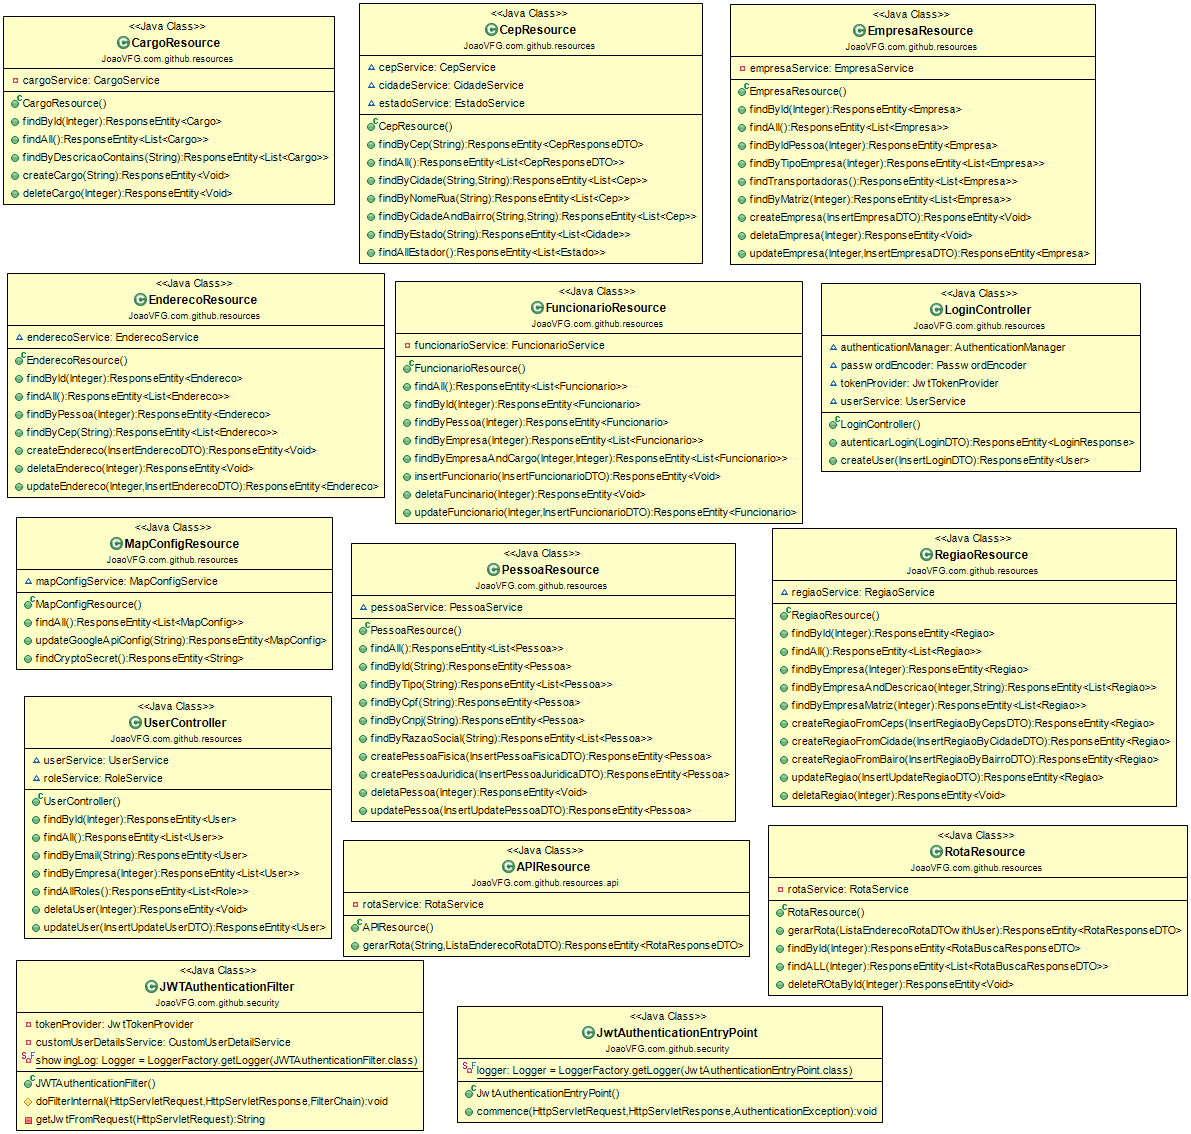 <<Java Class>>
CargoResource
JoaoVFG.com.github.resources
cargoService: CargoService
CargoResource()
findById(Integer):ResponseEntity<Cargo>
findAll():ResponseEntity<List<Cargo>>
findByDescricaoContains(String):ResponseEntity<List<Cargo>>
createCargo(String):ResponseEntity<Void>
deleteCargo(Integer):ResponseEntity<Void>
<<Java Class>>
CepResource
JoaoVFG.com.github.resources
cepService: CepService
cidadeService: CidadeService
estadoService: EstadoService
CepResource()
findByCep(String):ResponseEntity<CepResponseDTO>
findAll():ResponseEntity<List<CepResponseDTO>>
findByCidade(String,String):ResponseEntity<List<Cep>>
findByNomeRua(String):ResponseEntity<List<Cep>>
findByCidadeAndBairro(String,String):ResponseEntity<List<Cep>>
findByEstado(String):ResponseEntity<List<Cidade>>
findAllEstador():ResponseEntity<List<Estado>>
<<Java Class>>
EmpresaResource
JoaoVFG.com.github.resources
empresaService: EmpresaService
EmpresaResource()
findById(Integer):ResponseEntity<Empresa>
findAll():ResponseEntity<List<Empresa>>
findByIdPessoa(Integer):ResponseEntity<Empresa>
findByTipoEmpresa(Integer):ResponseEntity<List<Empresa>>
findTransportadoras():ResponseEntity<List<Empresa>>
findByMatriz(Integer):ResponseEntity<List<Empresa>>
createEmpresa(InsertEmpresaDTO):ResponseEntity<Void>
deletaEmpresa(Integer):ResponseEntity<Void>
updateEmpresa(Integer,InsertEmpresaDTO):ResponseEntity<Empresa>
<<Java Class>>
EnderecoResource
JoaoVFG.com.github.resources
enderecoService: EnderecoService
EnderecoResource()
findById(Integer):ResponseEntity<Endereco>
findAll():ResponseEntity<List<Endereco>>
findByPessoa(Integer):ResponseEntity<Endereco>
findByCep(String):ResponseEntity<List<Endereco>>
createEndereco(InsertEnderecoDTO):ResponseEntity<Void>
deletaEndereco(Integer):ResponseEntity<Void>
updateEndereco(Integer,InsertEnderecoDTO):ResponseEntity<Endereco>
<<Java Class>>
FuncionarioResource
JoaoVFG.com.github.resources
funcionarioService: FuncionarioService
FuncionarioResource()
findAll():ResponseEntity<List<Funcionario>>
findById(Integer):ResponseEntity<Funcionario>
findByPessoa(Integer):ResponseEntity<Funcionario>
findByEmpresa(Integer):ResponseEntity<List<Funcionario>>
findByEmpresaAndCargo(Integer,Integer):ResponseEntity<List<Funcionario>>
insertFuncionario(InsertFuncionarioDTO):ResponseEntity<Void>
deletaFuncinario(Integer):ResponseEntity<Void>
updateFuncionario(Integer,InsertFuncionarioDTO):ResponseEntity<Funcionario>
<<Java Class>>
LoginController
JoaoVFG.com.github.resources
authenticationManager: AuthenticationManager
passwordEncoder: PasswordEncoder
tokenProvider: JwtTokenProvider
userService: UserService
LoginController()
autenticarLogin(LoginDTO):ResponseEntity<LoginResponse>
createUser(InsertLoginDTO):ResponseEntity<User>
<<Java Class>>
MapConfigResource
JoaoVFG.com.github.resources
mapConfigService: MapConfigService
MapConfigResource()
findAll():ResponseEntity<List<MapConfig>>
updateGoogleApiConfig(String):ResponseEntity<MapConfig>
findCryptoSecret():ResponseEntity<String>
<<Java Class>>
PessoaResource
JoaoVFG.com.github.resources
pessoaService: PessoaService
PessoaResource()
findAll():ResponseEntity<List<Pessoa>>
findById(String):ResponseEntity<Pessoa>
findByTipo(String):ResponseEntity<List<Pessoa>>
findByCpf(String):ResponseEntity<Pessoa>
findByCnpj(String):ResponseEntity<Pessoa>
findByRazaoSocial(String):ResponseEntity<List<Pessoa>>
createPessoaFisica(InsertPessoaFisicaDTO):ResponseEntity<Pessoa>
createPessoaJuridica(InsertPessoaJuridicaDTO):ResponseEntity<Pessoa>
deletaPessoa(Integer):ResponseEntity<Void>
updatePessoa(InsertUpdatePessoaDTO):ResponseEntity<Pessoa>
<<Java Class>>
RegiaoResource
JoaoVFG.com.github.resources
regiaoService: RegiaoService
RegiaoResource()
findById(Integer):ResponseEntity<Regiao>
findAll():ResponseEntity<List<Regiao>>
findByEmpresa(Integer):ResponseEntity<Regiao>
findByEmpresaAndDescricao(Integer,String):ResponseEntity<List<Regiao>>
findByEmpresaMatriz(Integer):ResponseEntity<List<Regiao>>
createRegiaoFromCeps(InsertRegiaoByCepsDTO):ResponseEntity<Regiao>
createRegiaoFromCidade(InsertRegiaoByCidadeDTO):ResponseEntity<Regiao>
createRegiaoFromBairo(InsertRegiaoByBairroDTO):ResponseEntity<Regiao>
updateRegiao(InsertUpdateRegiaoDTO):ResponseEntity<Regiao>
deletaRegiao(Integer):ResponseEntity<Void>
<<Java Class>>
UserController
JoaoVFG.com.github.resources
userService: UserService
roleService: RoleService
UserController()
findById(Integer):ResponseEntity<User>
findAll():ResponseEntity<List<User>>
findByEmail(String):ResponseEntity<User>
findByEmpresa(Integer):ResponseEntity<List<User>>
findAllRoles():ResponseEntity<List<Role>>
deletaUser(Integer):ResponseEntity<Void>
updateUser(InsertUpdateUserDTO):ResponseEntity<User>
<<Java Class>>
APIResource
JoaoVFG.com.github.resources.api
rotaService: RotaService
APIResource()
gerarRota(String,ListaEnderecoRotaDTO):ResponseEntity<RotaResponseDTO>
<<Java Class>>
RotaResource
JoaoVFG.com.github.resources
rotaService: RotaService
RotaResource()
gerarRota(ListaEnderecoRotaDTOwithUser):ResponseEntity<RotaResponseDTO>
findById(Integer):ResponseEntity<RotaBuscaResponseDTO>
findALL(Integer):ResponseEntity<List<RotaBuscaResponseDTO>>
deleteROtaById(Integer):ResponseEntity<Void>
<<Java Class>>
JWTAuthenticationFilter
JoaoVFG.com.github.security
tokenProvider: JwtTokenProvider
customUserDetailsService: CustomUserDetailService
showingLog: Logger = LoggerFactory.getLogger(JWTAuthenticationFilter.class)
JWTAuthenticationFilter()
doFilterInternal(HttpServletRequest,HttpServletResponse,FilterChain):void
getJwtFromRequest(HttpServletRequest):String
<<Java Class>>
JwtAuthenticationEntryPoint
JoaoVFG.com.github.security
logger: Logger = LoggerFactory.getLogger(JwtAuthenticationEntryPoint.class)
JwtAuthenticationEntryPoint()
commence(HttpServletRequest,HttpServletResponse,AuthenticationException):void